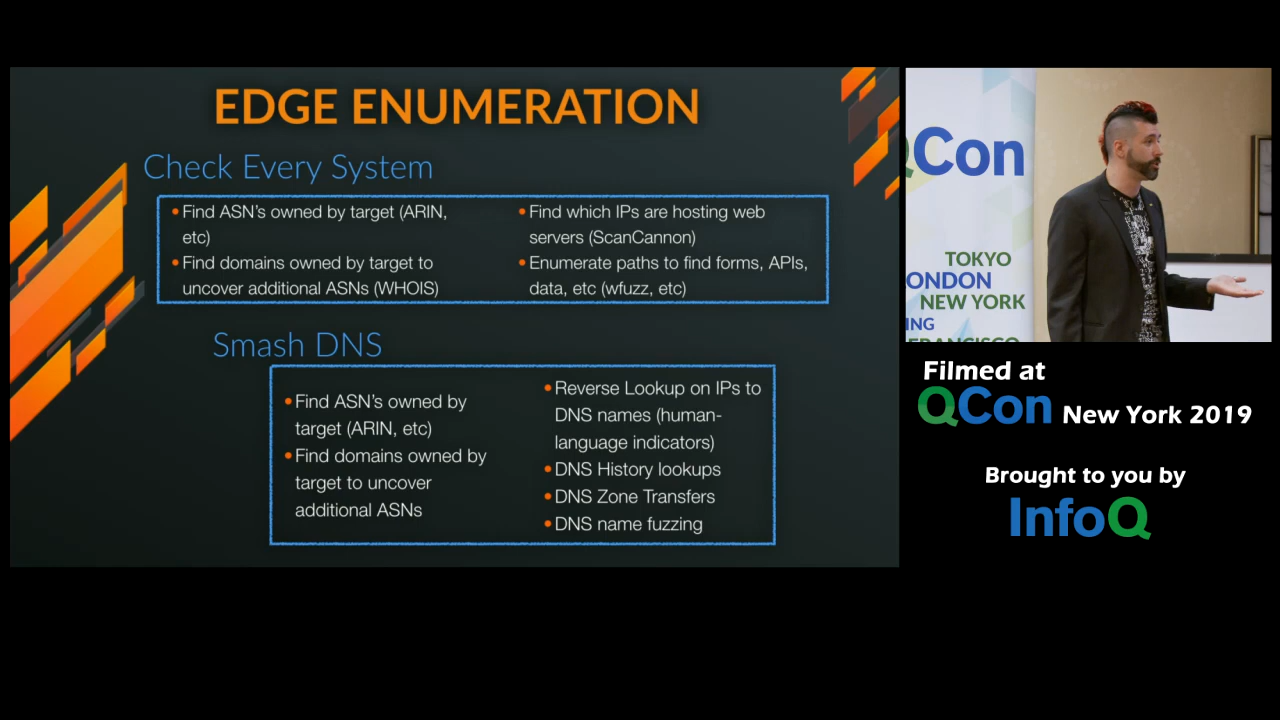 EDGE ENUMERATION
Check Every System
• Find ASN's owned by target (ARIN,
etc)
• Find domains owned by target to
uncover additional ASNs (WHOIS)
• Find which IPs are hosting web
servers (ScanCannon)
• Enumerate paths to find forms, APIs,
data, etc (wfuzz, etc)
Smash DNS
• Find ASN's owned by
target (ARIN, etc)
• Find domains owned by
target to uncover
additional ASNs
• Reverse Lookup on IPs to
DNS names (human-
language indicators)
• DNS History lookups
• DNS Zone Transfers
• DNS name fuzzing
QCon
TOKYO
ONDON
NEW YORK
ING
FRANCISCO
Filmed at
QCon New York 2019
Brought to you by
InfoQ